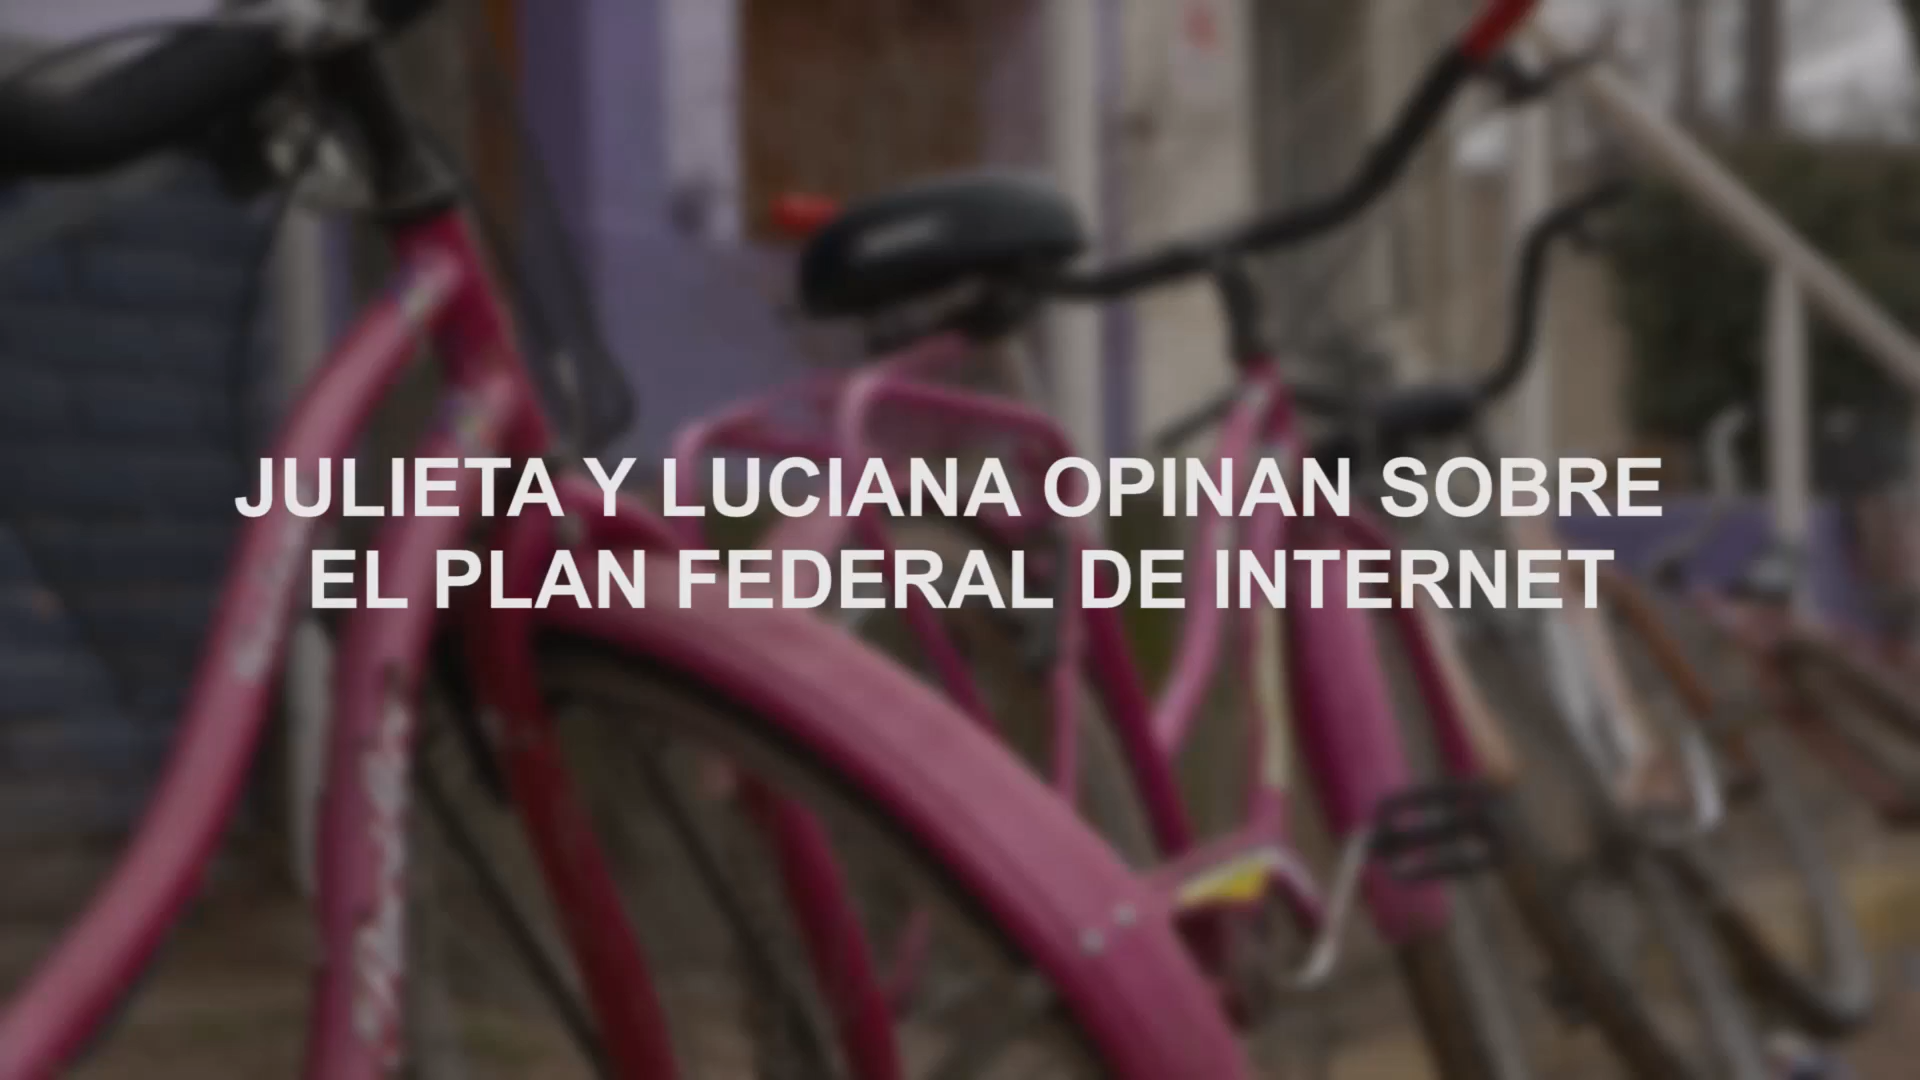 JULIETA Y LUCIANA OPINAN SOBRE
EL PLAN FEDERAL DE INTERNET